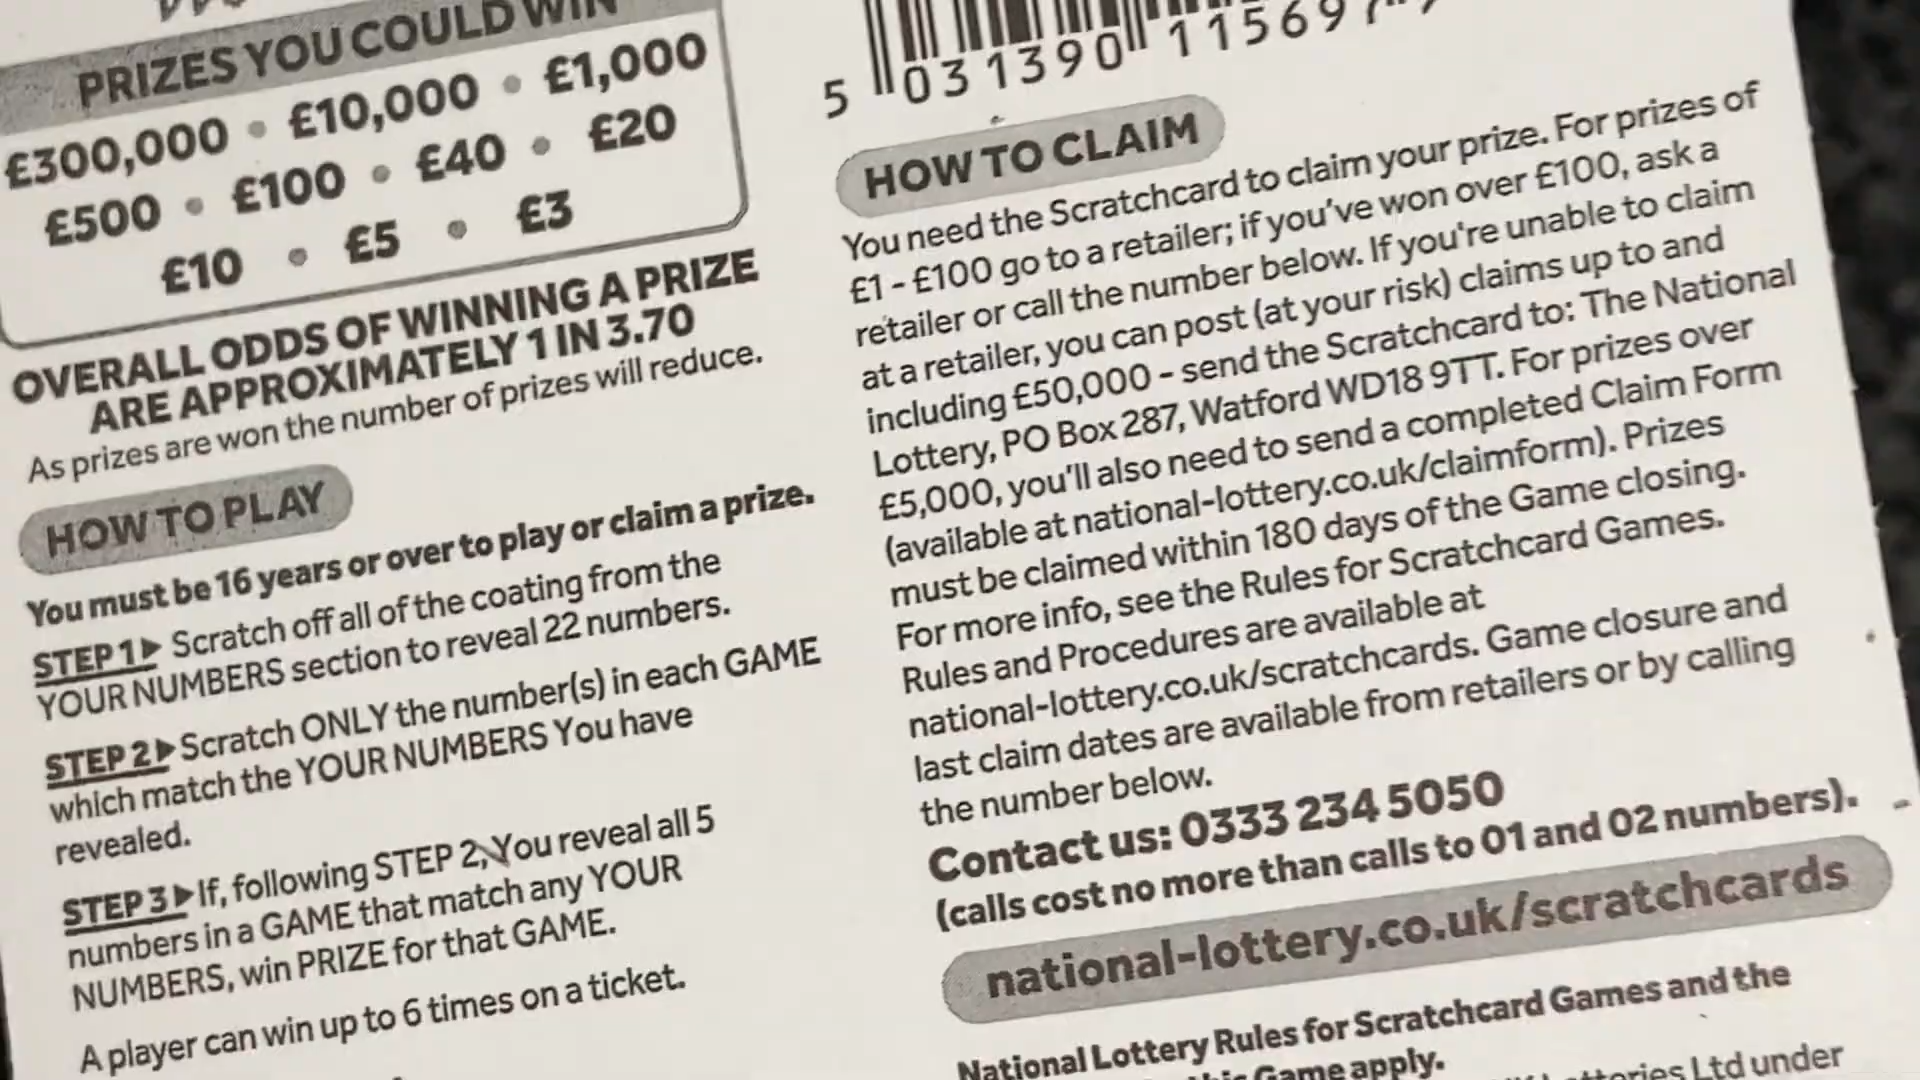 PRIZES YOU COULD WIN
£300,000 • £10,000 • £1,000
£500 • £100 • £40 • £20
£10 • £5 • £3
OVERALL ODDS OF WINNING A PRIZE
ARE APPROXIMATELY 1 IN 3.70
As prizes are won the number of prizes will reduce.
HOW TO PLAY
You must be 16 years or over to play or claim a prize.
STEP 1▶ Scratch off all of the coating from the
YOUR NUMBERS section to reveal 22 numbers.
STEP 2▶ Scratch ONLY the number(s) in each GAME
which match the YOUR NUMBERS You have
revealed.
STEP 3▶ If, following STEP 2, You reveal all 5
numbers in a GAME that match any YOUR
NUMBERS, win PRIZE for that GAME.
A player can win up to 6 times on a ticket.
5 031390 11569
HOW TO CLAIM
You need the Scratchcard to claim your prize. For prizes of
£1 - £100 go to a retailer; if you've won over £100, ask a
retailer or call the number below. If you're unable to claim
at a retailer, you can post (at your risk) claims up to and
including £50,000 - send the Scratchcard to: The National
Lottery, PO Box 287, Watford WD18 9TT. For prizes over
£5,000, you'll also need to send a completed Claim Form
(available at national-lottery.co.uk/claimform). Prizes
must be claimed within 180 days of the Game closing.
For more info, see the Rules for Scratchcard Games.
Rules and Procedures are available at
national-lottery.co.uk/scratchcards. Game closure and
last claim dates are available from retailers or by calling
the number below.
Contact us: 0333 234 5050
(calls cost no more than calls to 01 and 02 numbers).
national-lottery.co.uk/scratchcards
National Lottery Rules for Scratchcard Games and the
Game apply.
Ltd under